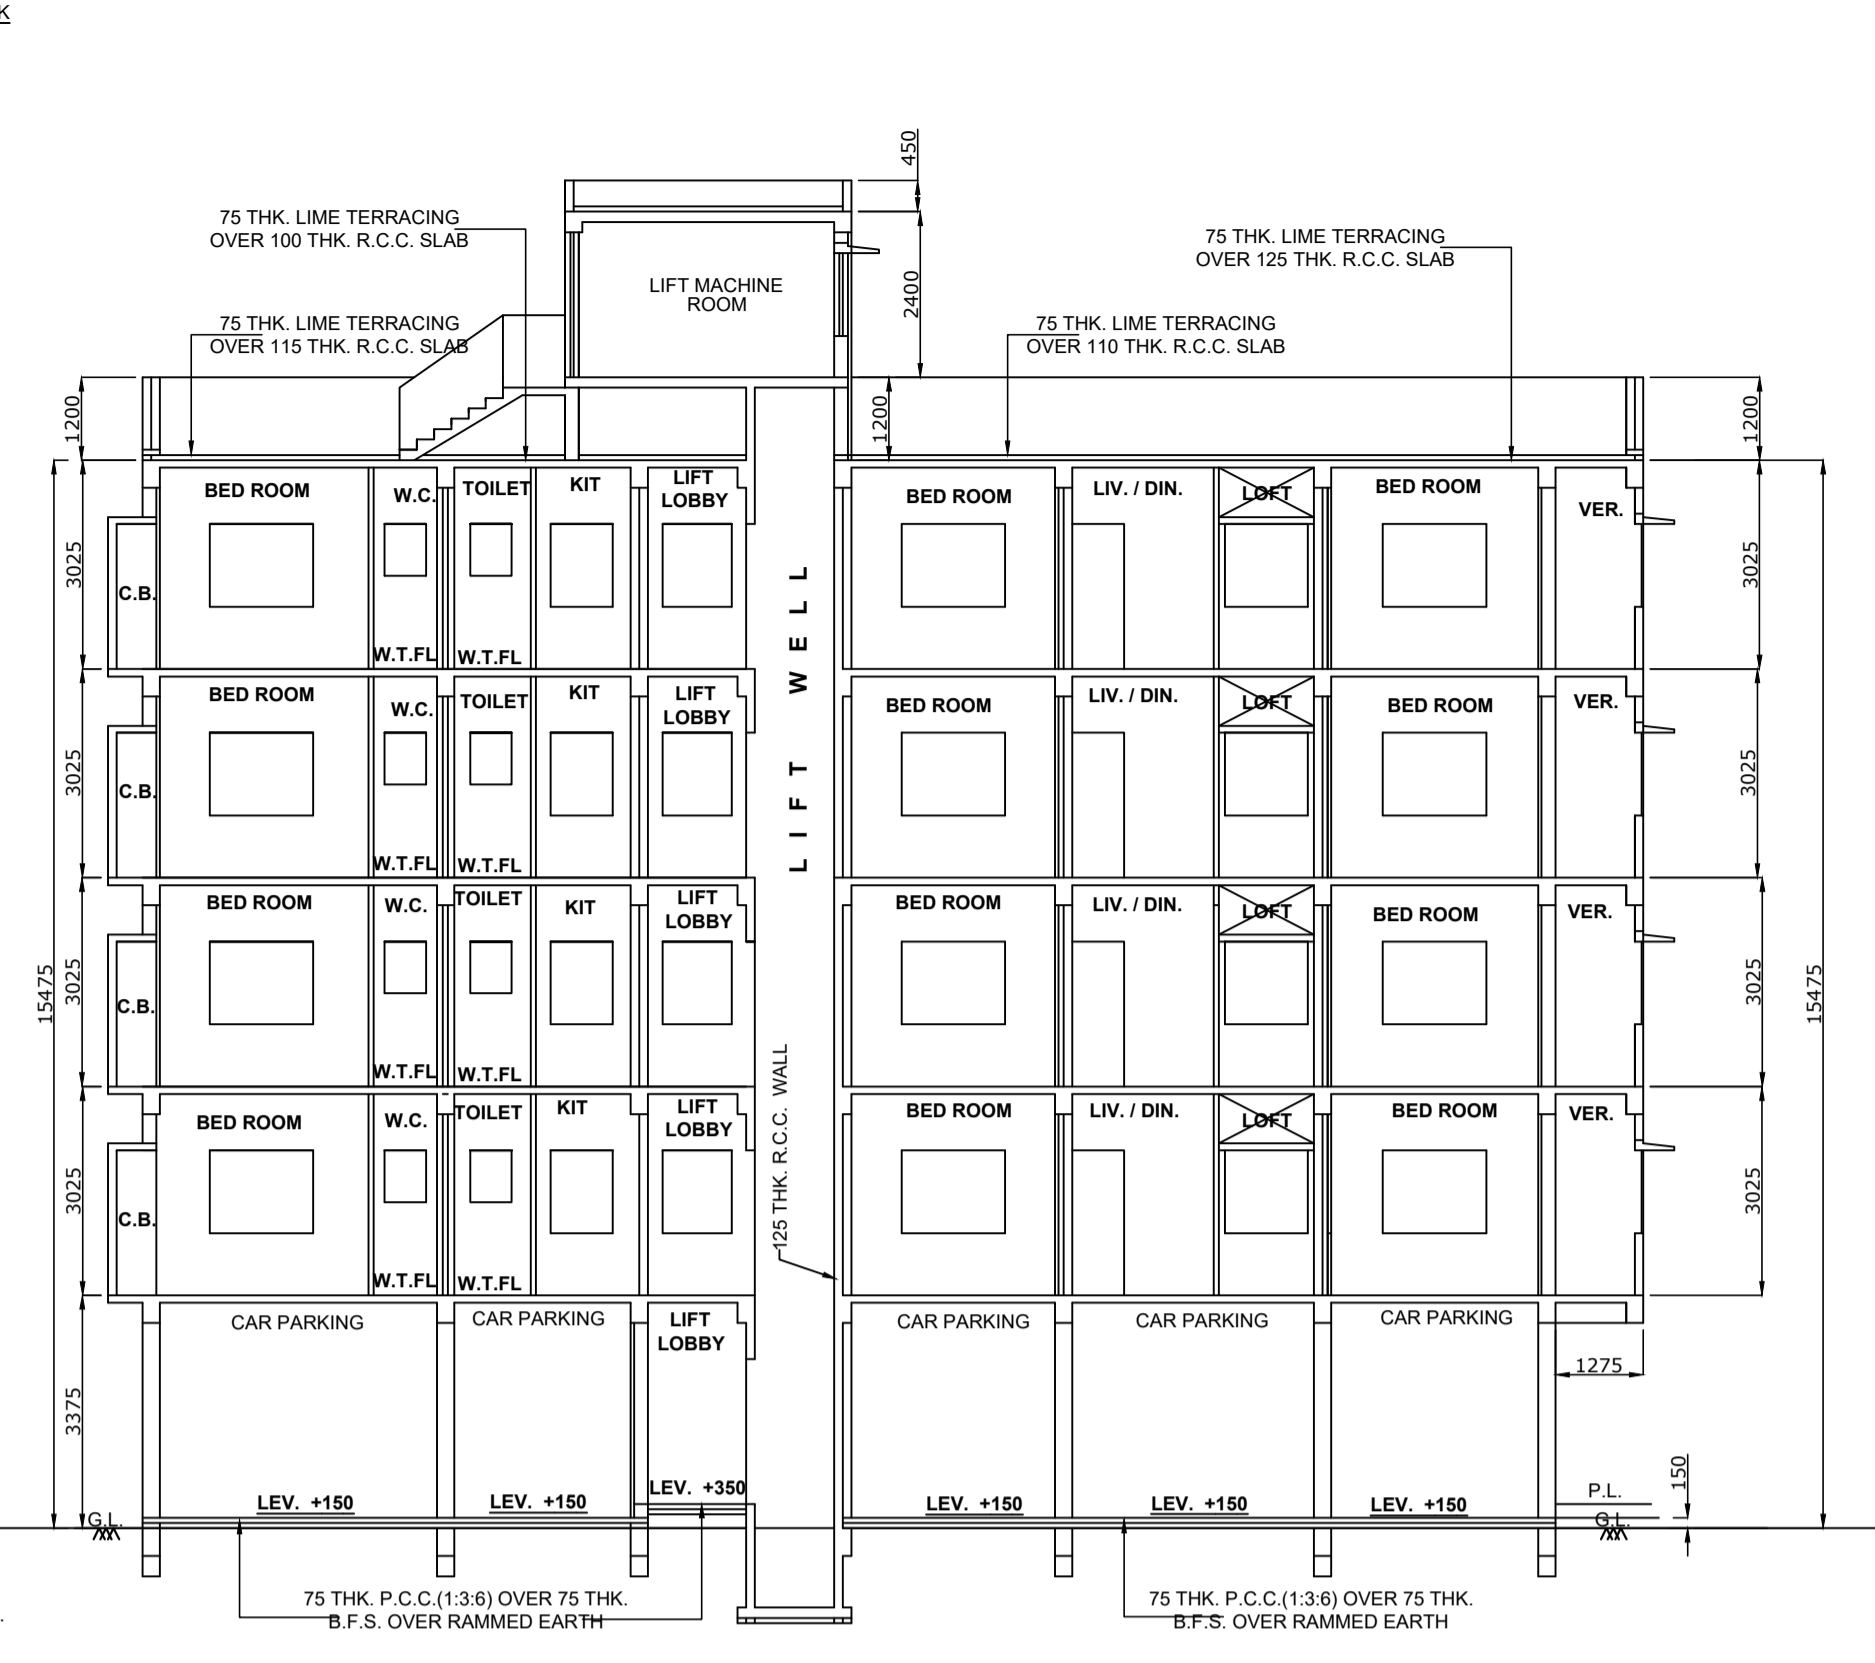 K
450
75 THK. LIME TERRACING
OVER 100 THK. R.C.C. SLAB
75 THK. LIME TERRACING
OVER 125 THK. R.C.C. SLAB
LIFT MACHINE
ROOM
2400
75 THK. LIME TERRACING
OVER 115 THK. R.C.C. SLAB
75 THK. LIME TERRACING
OVER 110 THK. R.C.C. SLAB
1200
1200
1200
BED ROOM
W.C.
TOILET
KIT
LIFT
LOBBY
BED ROOM
LIV. / DIN.
LOFT
BED ROOM
VER.
3025
C.B.
W.T.FL
W.T.FL
3025
LIFT WELL
BED ROOM
W.C.
TOILET
KIT
LIFT
LOBBY
BED ROOM
LIV. / DIN.
LOFT
BED ROOM
VER.
3025
C.B.
W.T.FL
W.T.FL
3025
BED ROOM
W.C.
TOILET
KIT
LIFT
LOBBY
BED ROOM
LIV. / DIN.
LOFT
BED ROOM
VER.
15475
3025
C.B.
W.T.FL
W.T.FL
3025
15475
BED ROOM
W.C.
TOILET
KIT
LIFT
LOBBY
125 THK. R.C.C. WALL
BED ROOM
LIV. / DIN.
LOFT
BED ROOM
VER.
3025
C.B.
W.T.FL
W.T.FL
3025
CAR PARKING
CAR PARKING
LIFT
LOBBY
CAR PARKING
CAR PARKING
CAR PARKING
1275
3375
LEV. +150
LEV. +150
LEV. +350
LEV. +150
LEV. +150
LEV. +150
P.L.
150
G.L.
G.L.
75 THK. P.C.C.(1:3:6) OVER 75 THK.
B.F.S. OVER RAMMED EARTH
75 THK. P.C.C.(1:3:6) OVER 75 THK.
B.F.S. OVER RAMMED EARTH